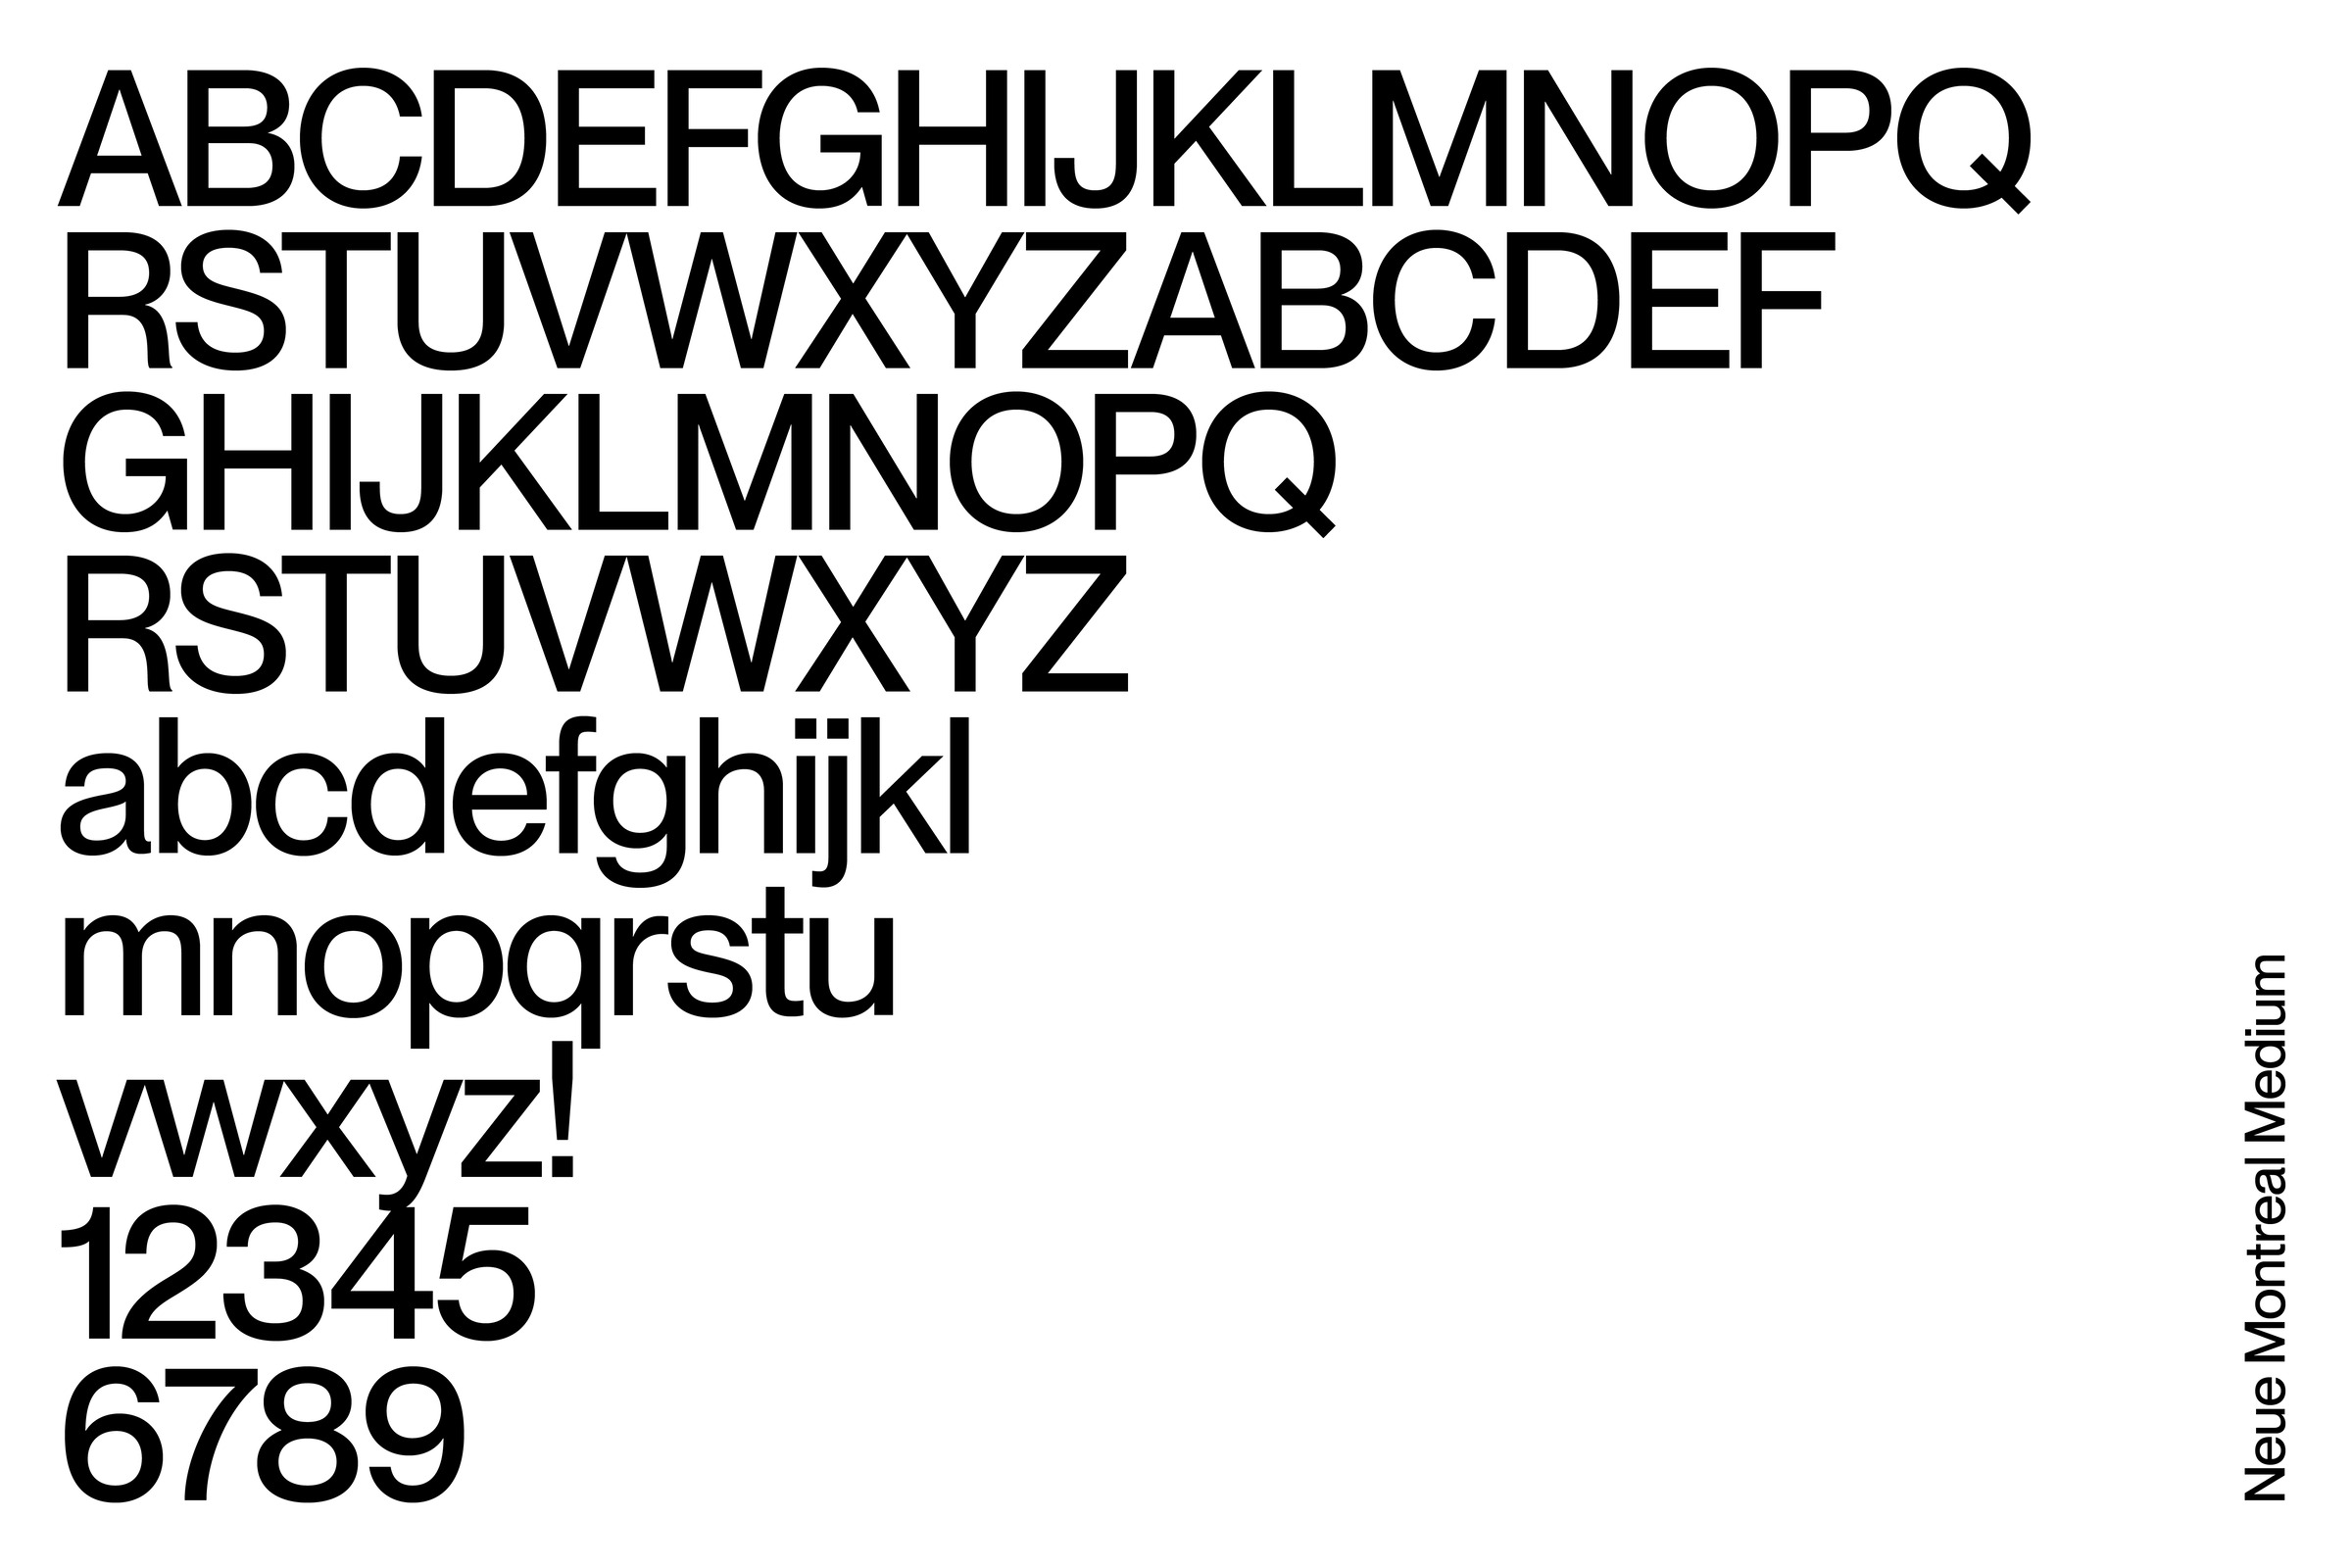 ABCDEFGHIJKLMNOPQ
RSTUVWXYZABCDEF
GHIJKLMNOPQ
RSTUVWXYZ
abcdefghijkl
mnopqrstu
vwxyz!
12345
6789
Neue Montreal Medium